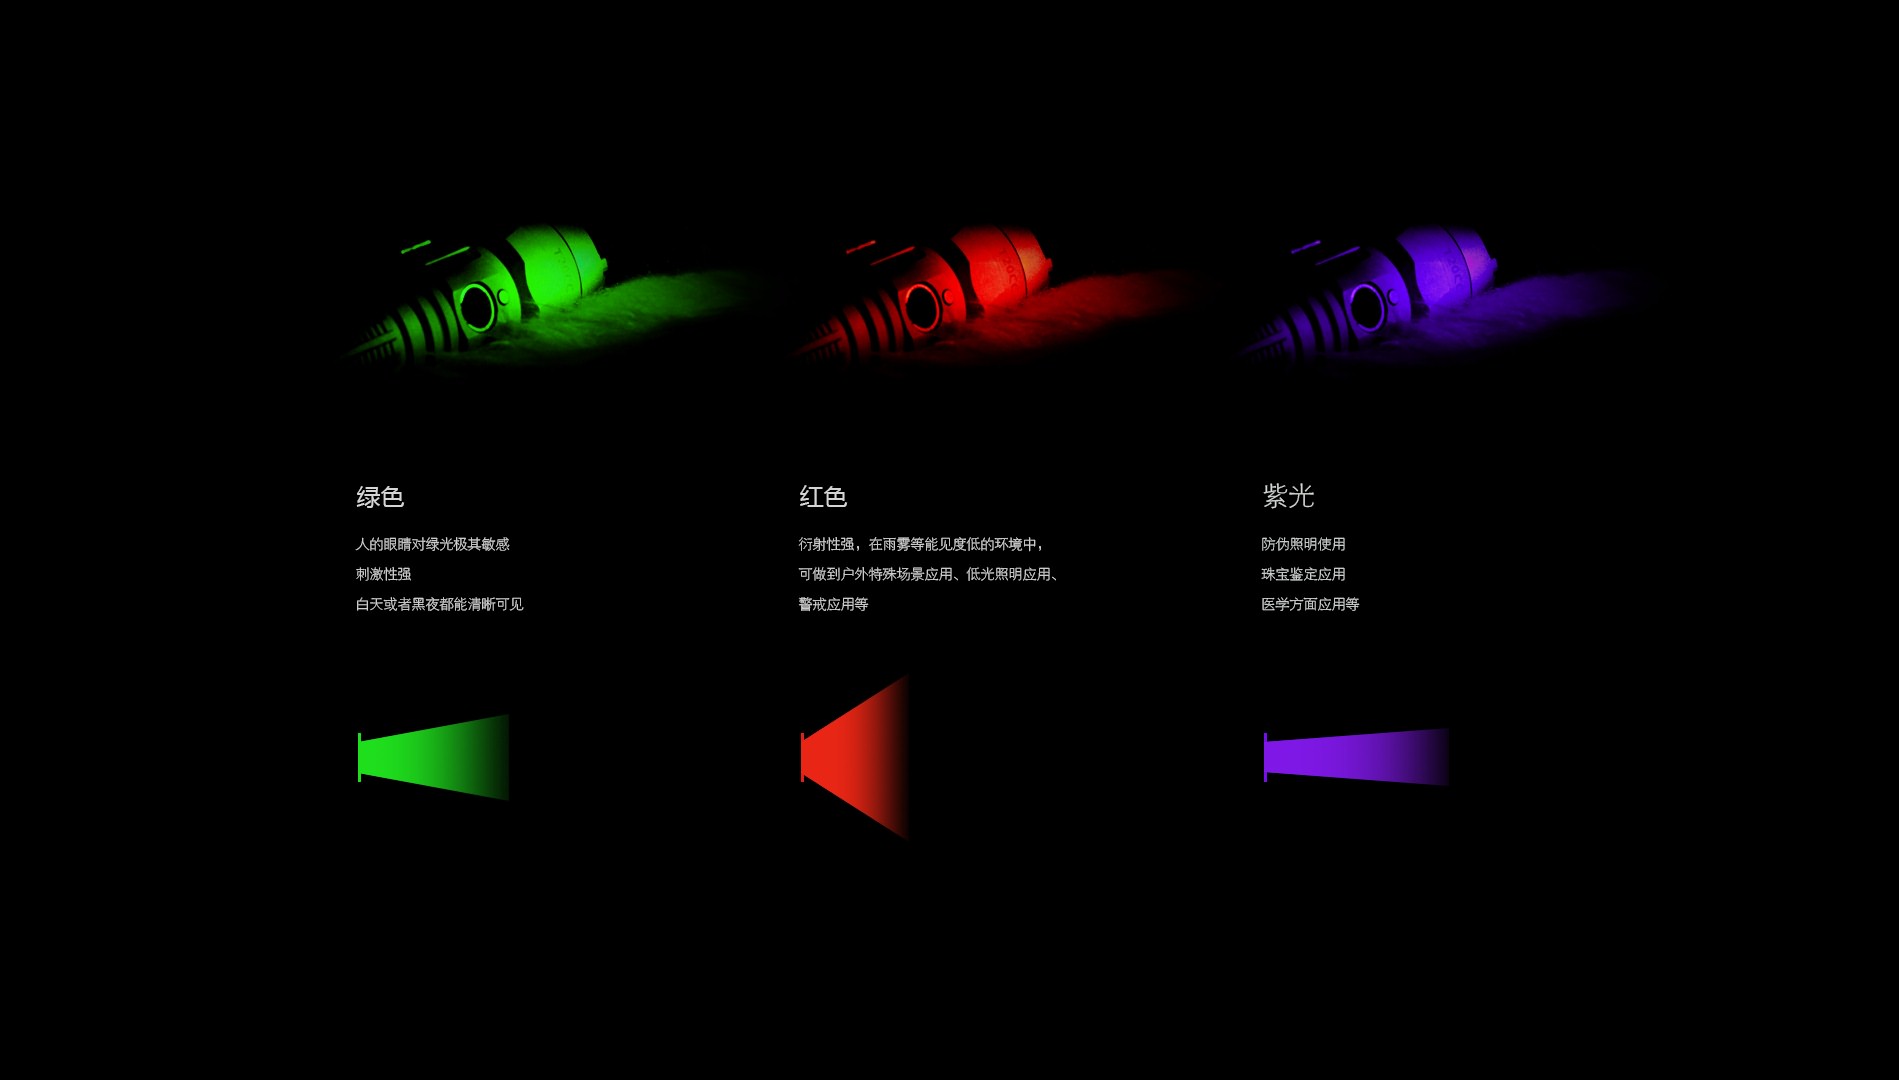 绿色
人的眼睛对绿光极其敏感
刺激性强
白天或者黑夜都能清晰可见
红色
衍射性强，在雨雾等能见度低的环境中，
可做到户外特殊场景应用、低光照明应用、
警戒应用等
紫光
防伪照明使用
珠宝鉴定应用
医学方面应用等